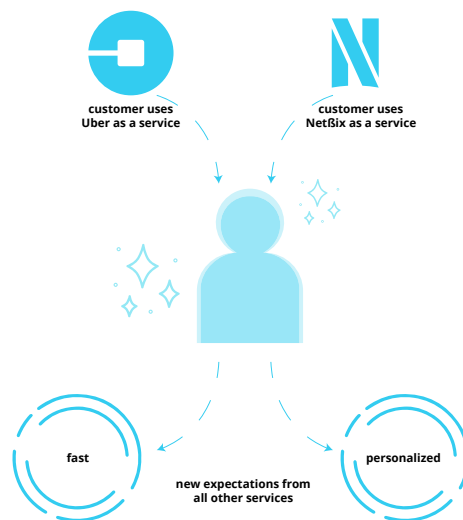 customer uses
Uber as a service
customer uses
Netßix as a service
fast
personalized
new expectations from
all other services